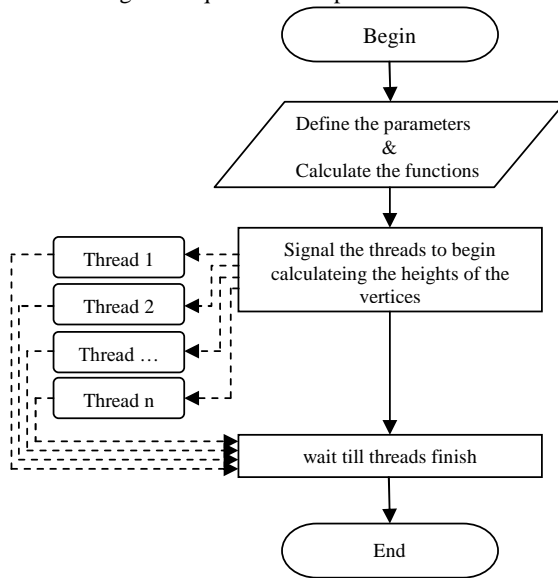 Begin
Define the parameters
&
Calculate the functions
Signal the threads to begin
calculateing the heights of the
vertices
Thread 1
Thread 2
Thread …
Thread n
wait till threads finish
End